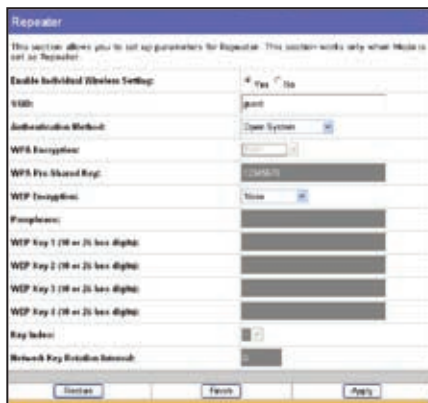 Repeater
This section allows you to set up parameters for Repeater. This section works only when Mode is
set as Repeater.
Enable Individual Wireless Setting: Yes No
SSID: guest
Authentication Method: Open System
WPA Encryption:
WPA Pre-Shared Key: 12345678
WEP Encryption: None
Passphrase:
WEP Key 1 (10 or 26 hex digits):
WEP Key 2 (10 or 26 hex digits):
WEP Key 3 (10 or 26 hex digits):
WEP Key 4 (10 or 26 hex digits):
Key Index:
Network Key Rotation Interval: 0
Restore Finish Apply